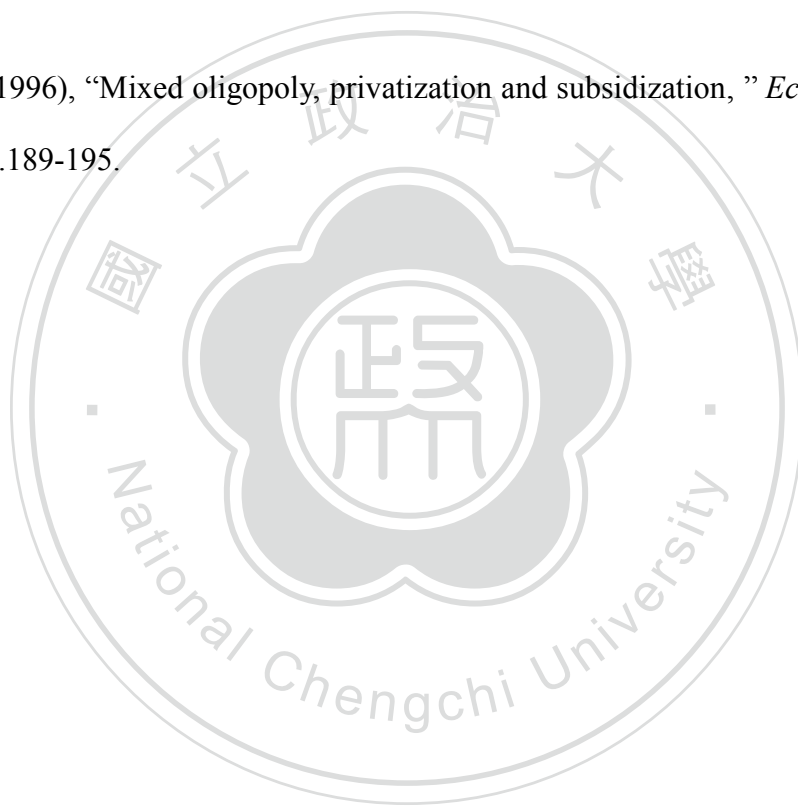 1996), “Mixed oligopoly, privatization and subsidization, ” Ec
.189-195.
國立政治大學
政
National Chengchi University